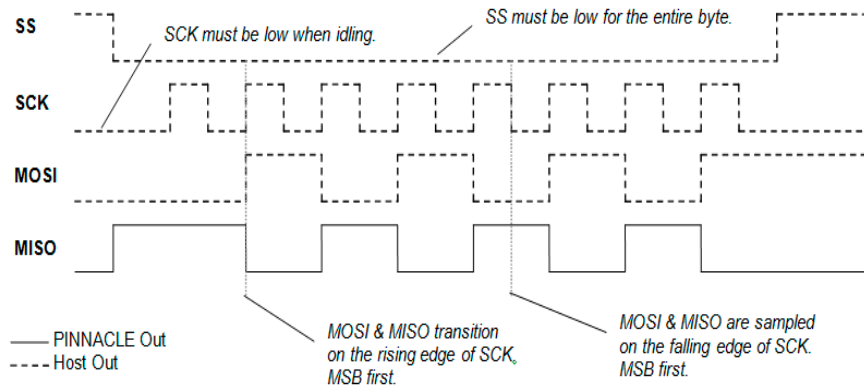 SS
SCK must be low when idling.
SS must be low for the entire byte.
SCK
MOSI
MISO
PINNACLE Out
Host Out
MOSI & MISO transition
on the rising edge of SCK,
MSB first.
MOSI & MISO are sampled
on the falling edge of SCK.
MSB first.